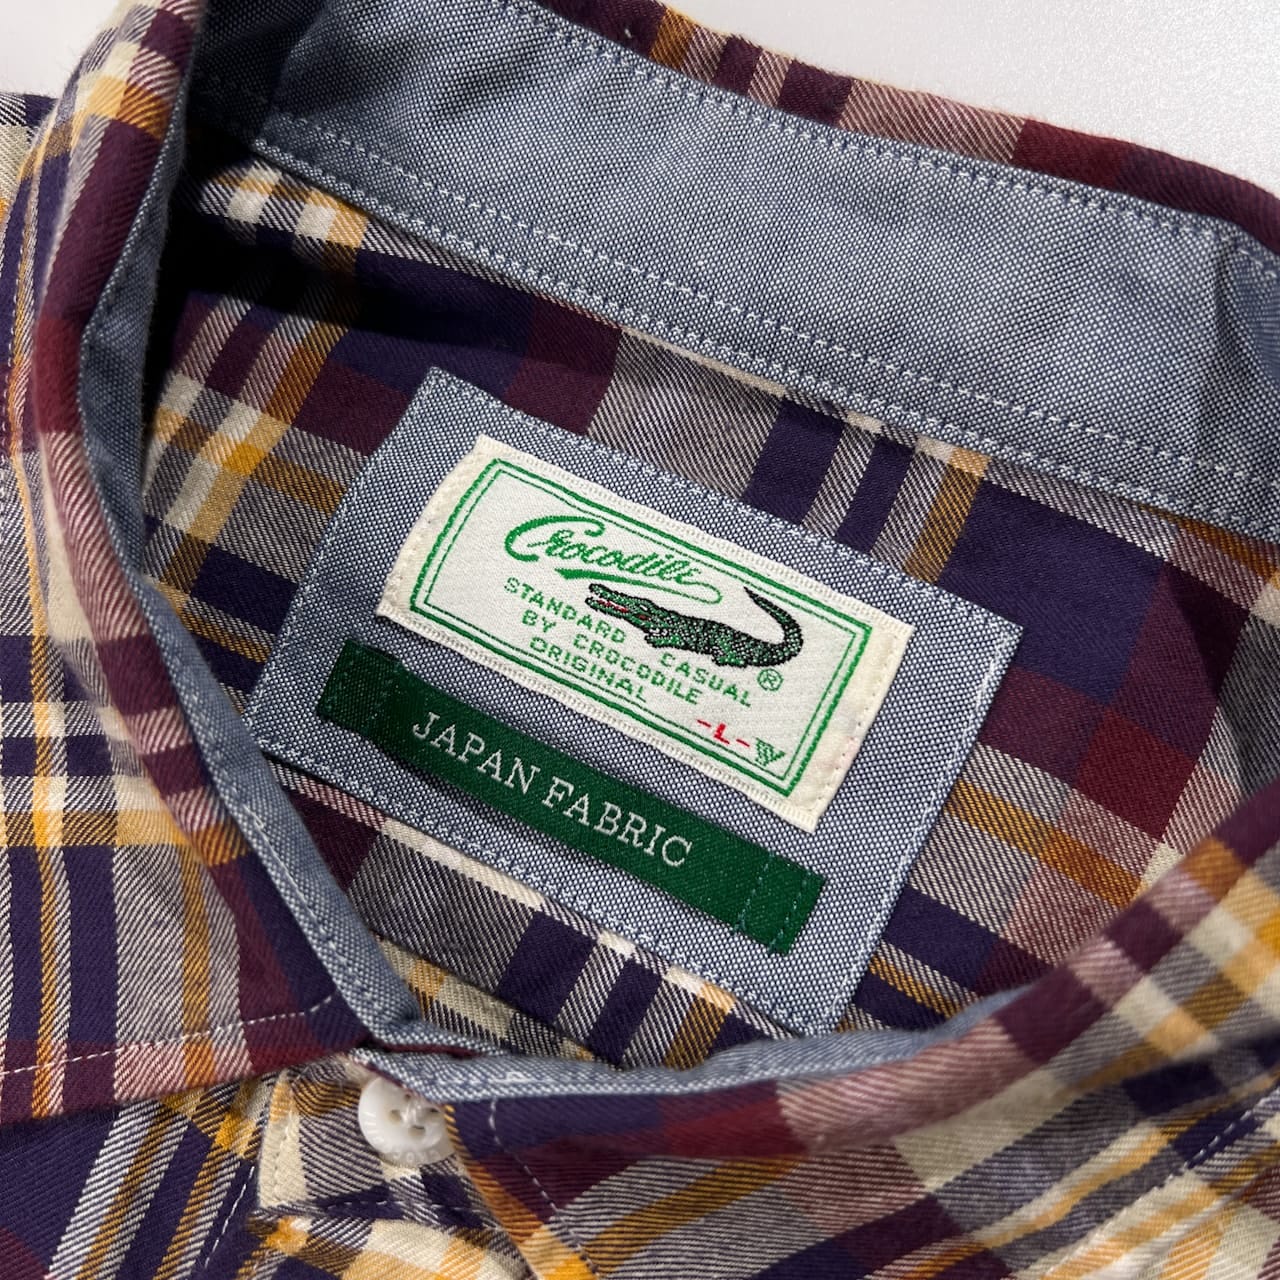 Crocodile
STANDARD CASUAL
BY CROCODILE
ORIGINAL
®
-L-
JAPAN FABRIC